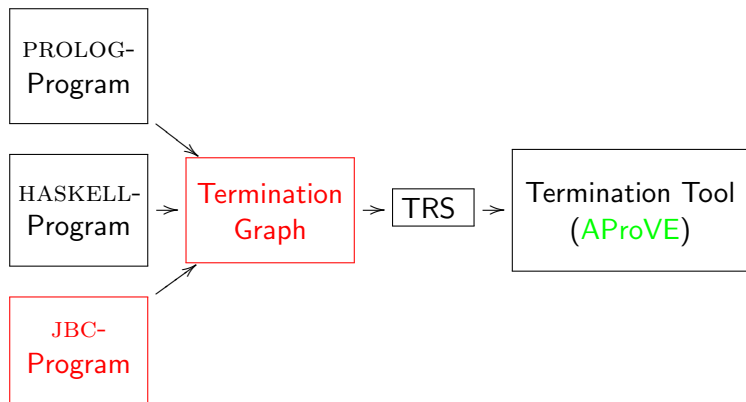 PROLOG-
Program
HASKELL-
Program
JBC-
Program
Termination
Graph
TRS
Termination Tool
(AProVE)